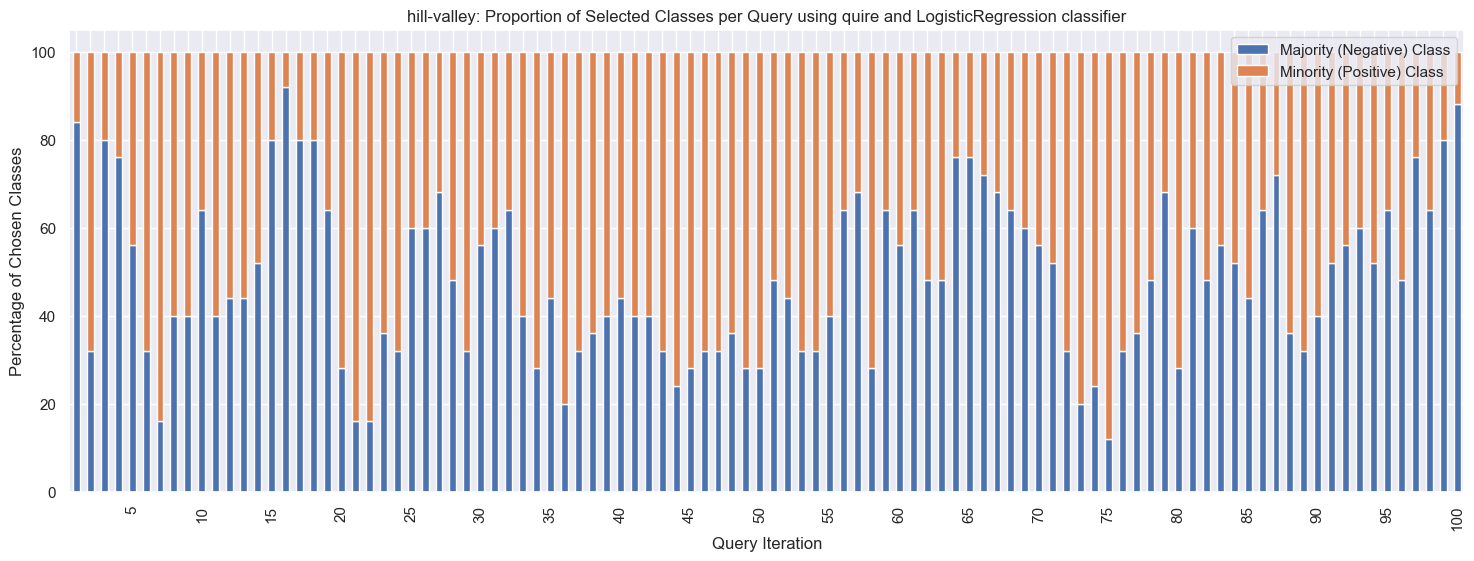 hill-valley: Proportion of Selected Classes per Query using quire and LogisticRegression classifier
Majority (Negative) Class
Minority (Positive) Class
Percentage of Chosen Classes
100
80
60
40
20
0
5 10 15 20 25 30 35 40 45 50 55 60 65 70 75 80 85 90 95 100
Query Iteration